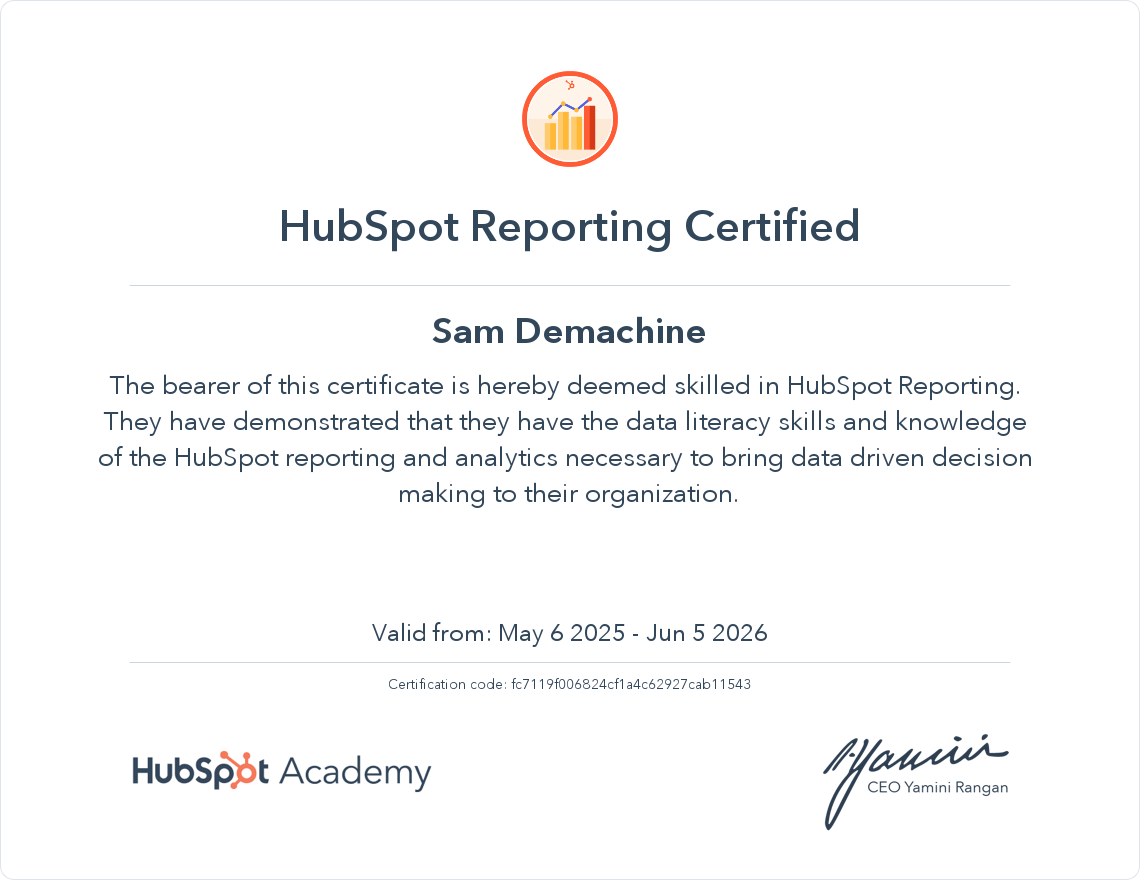 HubSpot Reporting Certified
Sam Demachine
The bearer of this certificate is hereby deemed skilled in HubSpot Reporting.
They have demonstrated that they have the data literacy skills and knowledge
of the HubSpot reporting and analytics necessary to bring data driven decision
making to their organization.
Valid from: May 6 2025 - Jun 5 2026
Certification code: fc7119f006824cf1a4c62927cab11543
HubSpot Academy
CEO Yamini Rangan